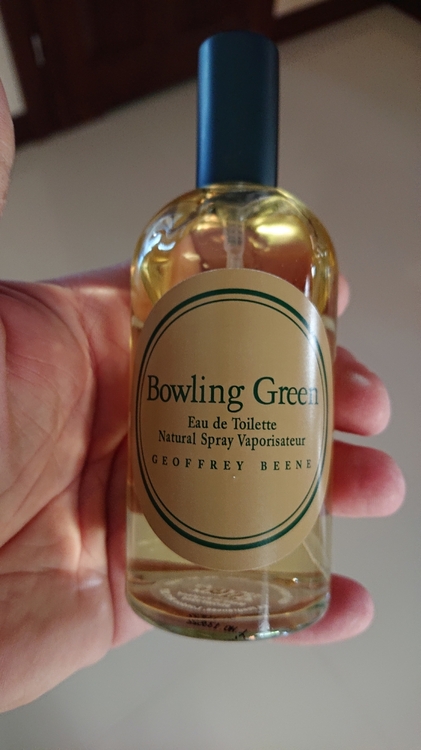 Bowling Green
Eau de Toilette
Natural Spray Vaporisateur
GEOFFREY BEENE